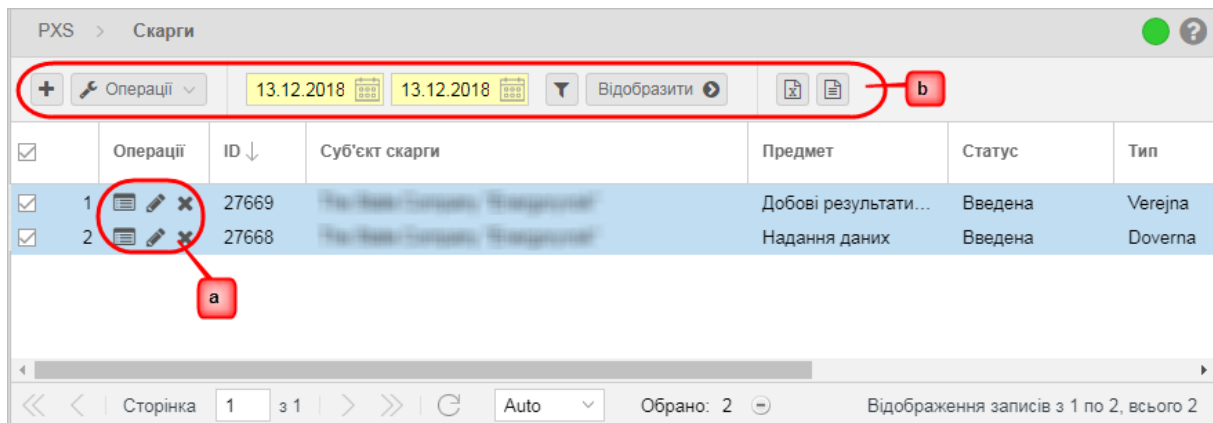 PXS > Скарги
Операції 13.12.2018 13.12.2018 Відобразити b
Операції ID Суб'єкт скарги Предмет Статус Тип
1 27669 Добові результати... Введена Verejna
2 27668 Надання даних Введена Doverna
a
Сторінка 1 з 1 Auto Обрано: 2 Відображення записів з 1 по 2, всього 2